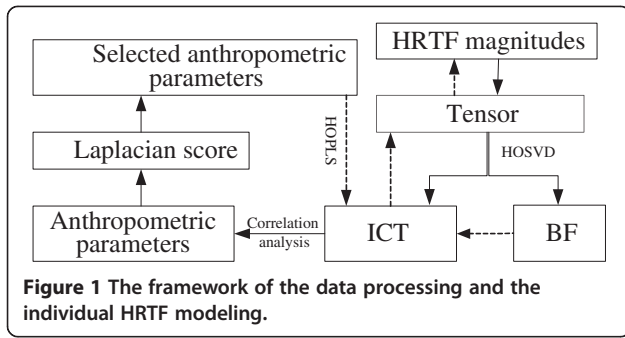 Selected anthropometric
parameters
HRTF magnitudes
Tensor
HOPLS
HOSVD
Laplacian score
Anthropometric
parameters
Correlation
analysis
ICT
BF
Figure 1 The framework of the data processing and the
individual HRTF modeling.